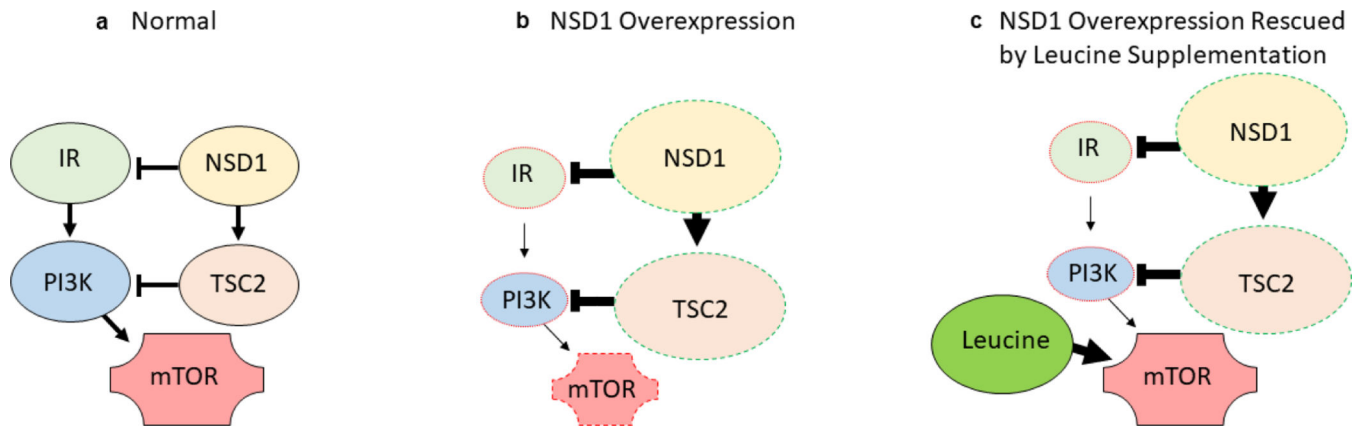 a Normal
IR
NSD1
PI3K
TSC2
mTOR
b NSD1 Overexpression
IR
NSD1
PI3K
TSC2
mTOR
c NSD1 Overexpression Rescued
by Leucine Supplementation
IR
NSD1
PI3K
TSC2
Leucine
mTOR